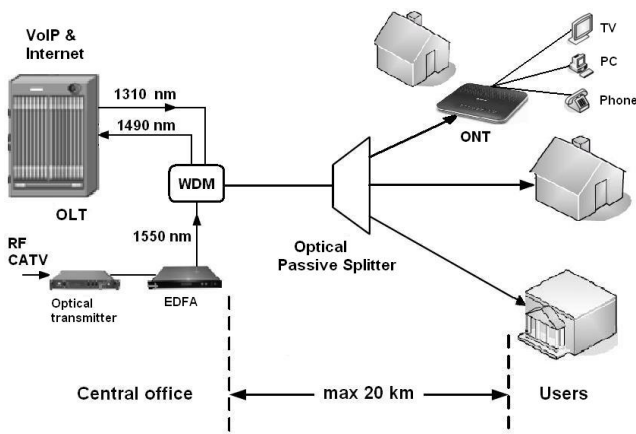 VoIP &
Internet
1310 nm
1490 nm
OLT
WDM
1550 nm
RF
CATV
Optical
transmitter
EDFA
Optical
Passive Splitter
TV
PC
Phone
ONT
Central office
max 20 km
Users